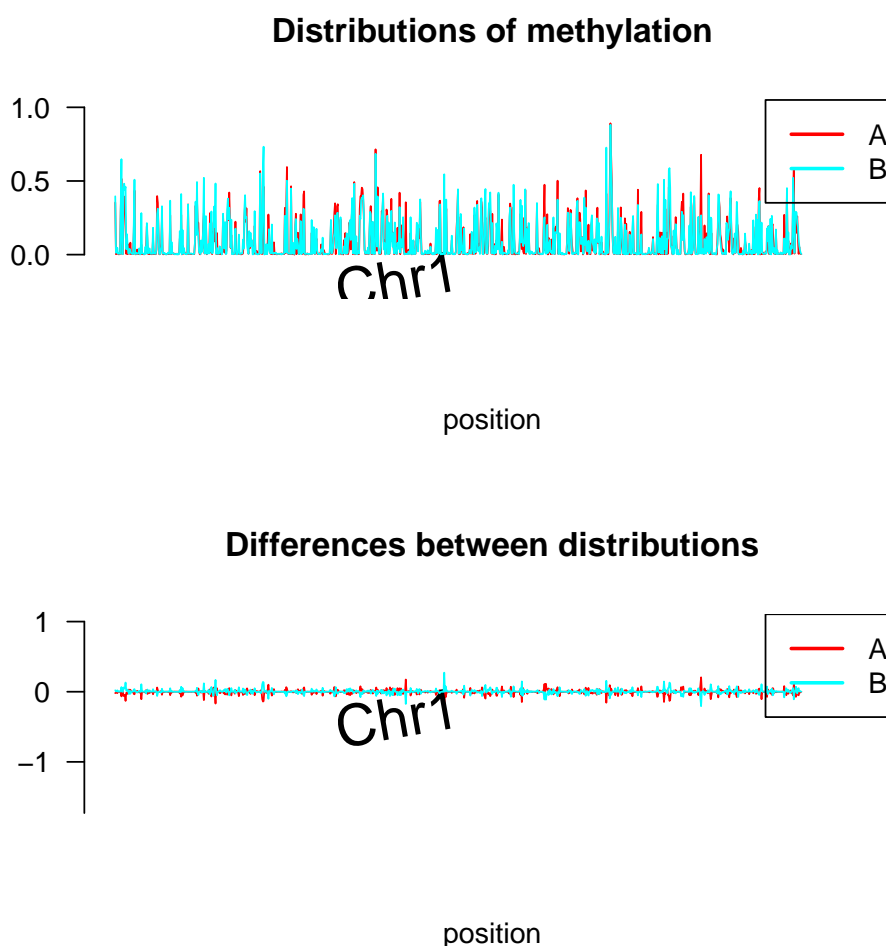 Distributions of methylation
1.0
0.5
0.0
A
B
Chr1
position
Differences between distributions
1
0
−1
A
B
Chr1
position